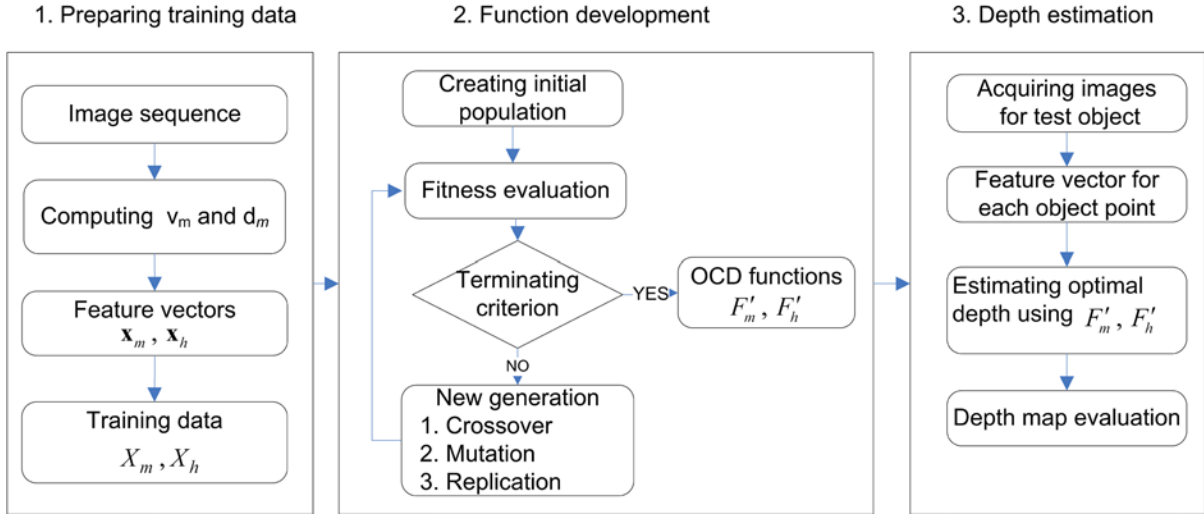 1. Preparing training data
Image sequence
Computing v_m and d_m
Feature vectors
x_m , x_h
Training data
X_m , X_h
2. Function development
Creating initial
population
Fitness evaluation
Terminating
criterion
YES
OCD functions
F'_m , F'_h
NO
New generation
1. Crossover
2. Mutation
3. Replication
3. Depth estimation
Acquiring images
for test object
Feature vector for
each object point
Estimating optimal
depth using F'_m , F'_h
Depth map evaluation